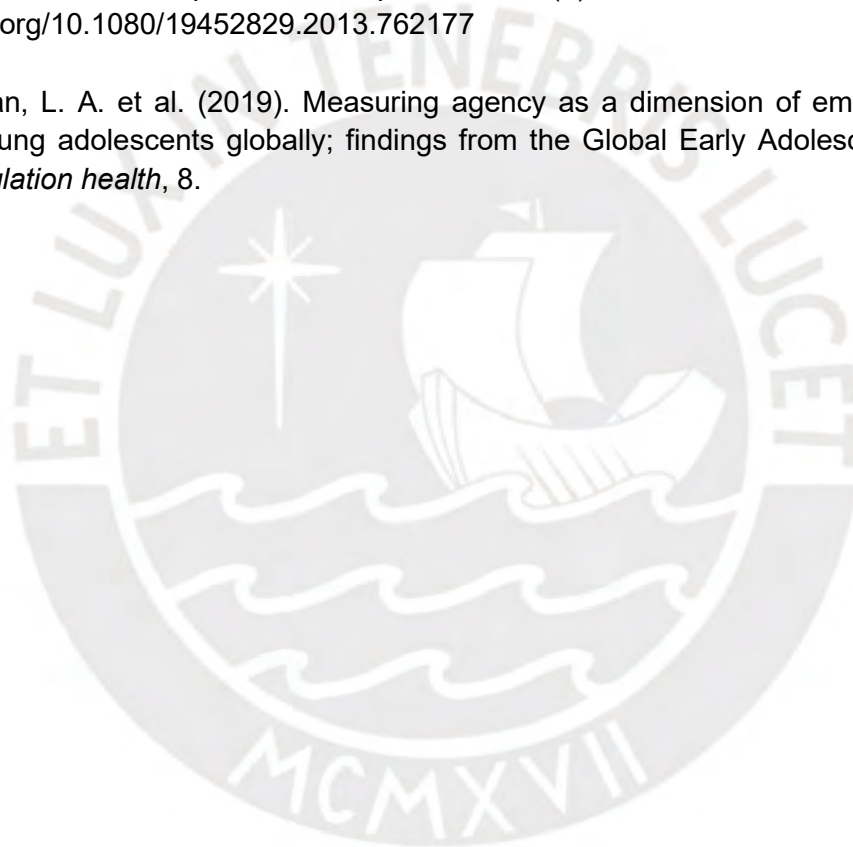 org/10.1080/19452829.2013.762177
an, L. A. et al. (2019). Measuring agency as a dimension of em
ung adolescents globally; findings from the Global Early Adolesc
ulation health, 8.
ET LUX IN TENEBRIS LUCET
MCMXVII